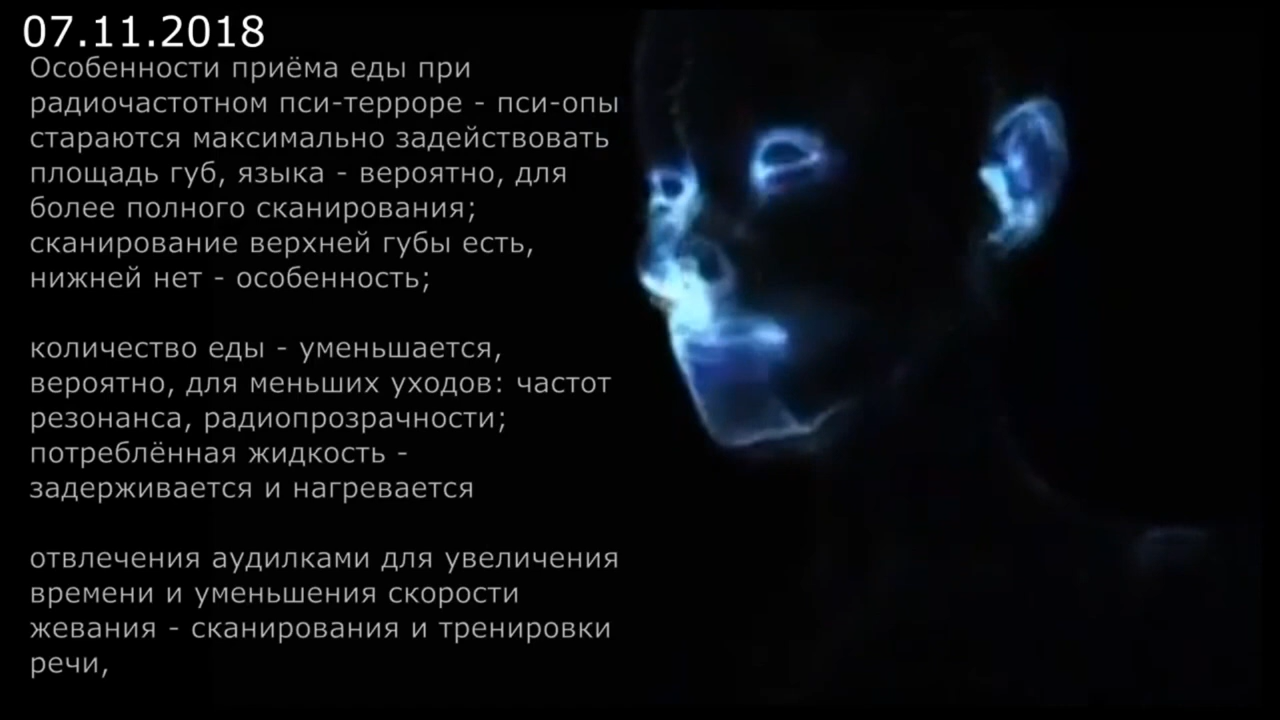 07.11.2018
Особенности приёма еды при
радиочастотном пси-терроре - пси-опы
стараются максимально задействовать
площадь губ, языка - вероятно, для
более полного сканирования;
сканирование верхней губы есть,
нижней нет - особенность;
количество еды - уменьшается,
вероятно, для меньших уходов: частот
резонанса, радиопрозрачности;
потреблённая жидкость -
задерживается и нагревается
отвлечения аудилками для увеличения
времени и уменьшения скорости
жевания - сканирования и тренировки
речи,